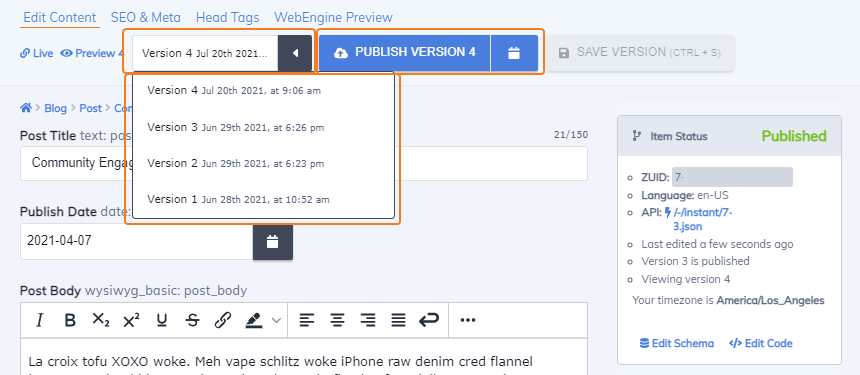 Edit Content SEO & Meta Head Tags WebEngine Preview
Live Preview 4 Version 4 Jul 20th 2021... PUBLISH VERSION 4 SAVE VERSION (CTRL + S)
Version 4 Jul 20th 2021, at 9:06 am
Version 3 Jun 29th 2021, at 6:26 pm
Version 2 Jun 29th 2021, at 6:23 pm
Version 1 Jun 28th 2021, at 10:52 am
Blog Post
Post Title text: 21/150
Community
Publish Date date:
2021-04-07
Post Body wysiwyg_basic: post_body
I B X2 X2 U S
La croix tofu XOXO woke. Meh vape schlitz woke iPhone raw denim cred flannel
Item Status Published
ZUID: 7-
Language: en-US
API: /-/instant/7-
3.json
Last edited a few seconds ago
Version 3 is published
Viewing version 4
Your timezone is America/Los_Angeles
Edit Schema Edit Code